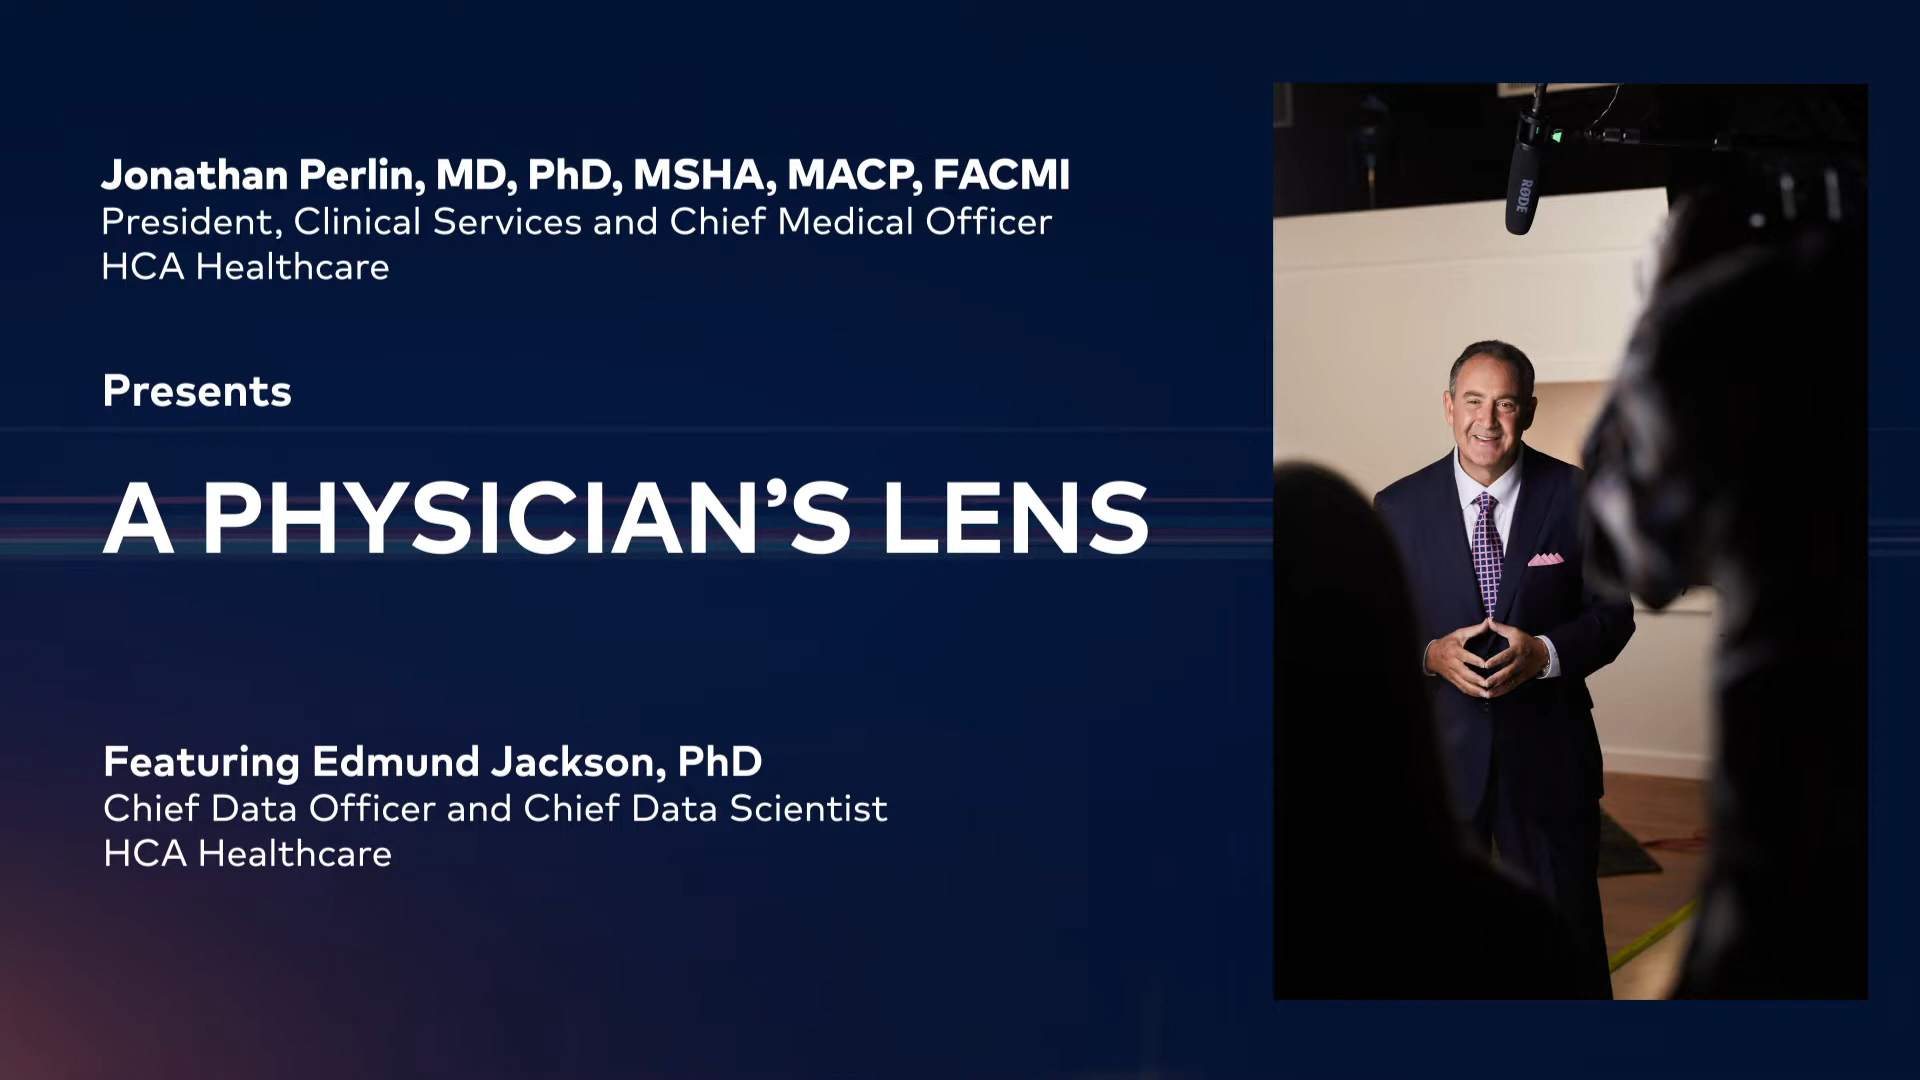 Jonathan Perlin, MD, PhD, MSHA, MACP, FACMI
President, Clinical Services and Chief Medical Officer
HCA Healthcare
Presents
A PHYSICIAN’S LENS
Featuring Edmund Jackson, PhD
Chief Data Officer and Chief Data Scientist
HCA Healthcare
RØDE